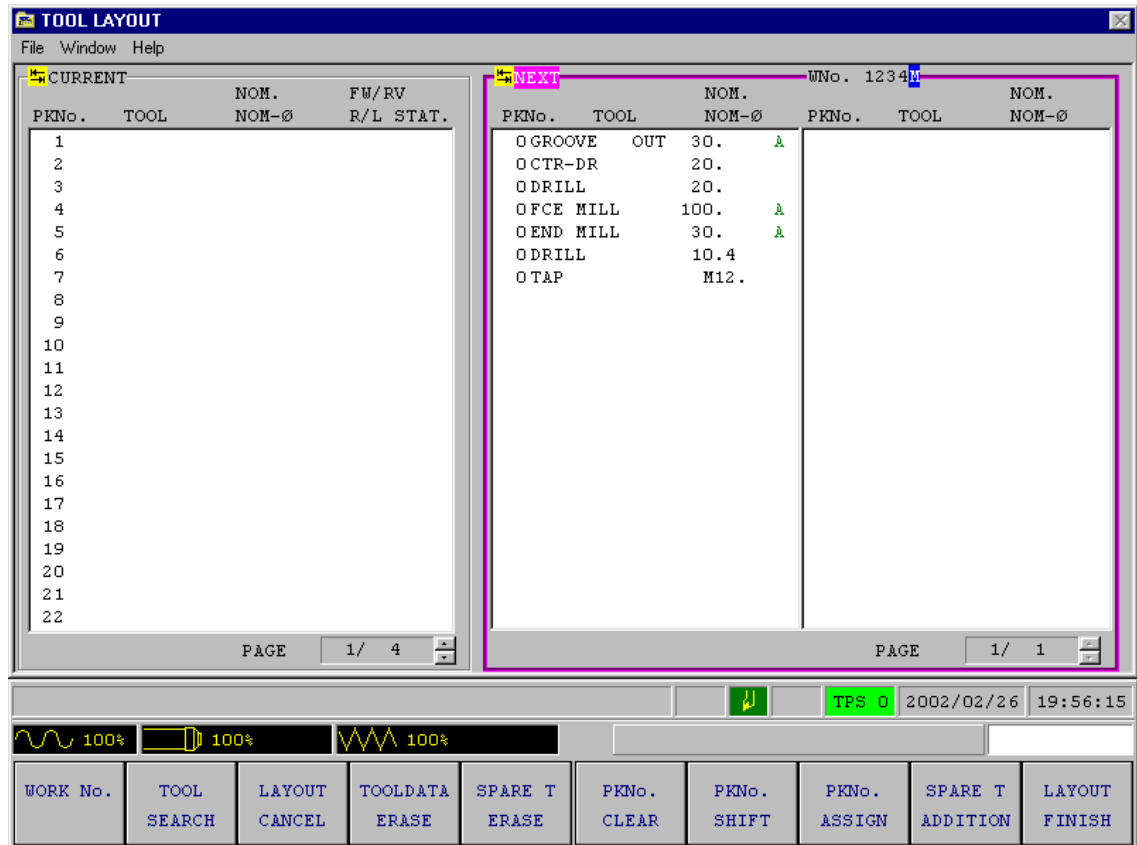 TOOL LAYOUT
File Window Help
CURRENT
NOM. FW/RV
PKNo. TOOL NOM-Ø R/L STAT.
1
2
3
4
5
6
7
8
9
10
11
12
13
14
15
16
17
18
19
20
21
22
PAGE 1/ 4
NEXT WNo. 1234M
NOM. NOM.
PKNo. TOOL NOM-Ø PKNo. TOOL NOM-Ø
0 GROOVE OUT 30. A
0 CTR-DR 20.
0 DRILL 20.
0 FCE MILL 100. A
0 END MILL 30. A
0 DRILL 10.4
0 TAP M12.
PAGE 1/ 1
TPS 0 2002/02/26 19:56:15
100% 100% 100%
WORK No. TOOL SEARCH LAYOUT CANCEL TOOLDATA ERASE SPARE T ERASE PKNo. CLEAR PKNo. SHIFT PKNo. ASSIGN SPARE T ADDITION LAYOUT FINISH